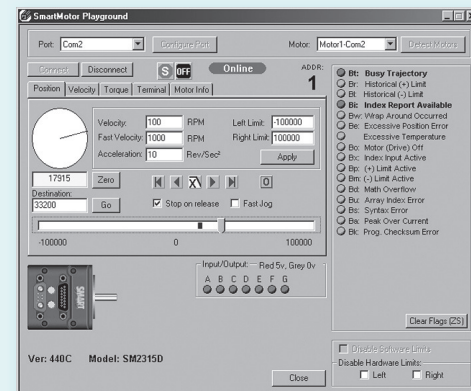 SmartMotor Playground
Port: Com2 Configure Port Motor: Motor1-Com2 Detect Motors
Connect Disconnect S OFF Online ADDR: 1
Position Velocity Torque Terminal Motor Info
Velocity: 100 RPM Left Limit: -100000
Fast Velocity: 1000 RPM Right Limit: 100000
Acceleration: 10 Rev/Sec² Apply
17915 Zero
Destination:
33200 Go Stop on release Fast Jog
-100000 0 100000
Input/Output: Red 5v, Grey 0v
A B C D E F G
SMART
Ver: 440C Model: SM2315D
Close
Bt: Busy Trajectory
Br: Historical (+) Limit
Bl: Historical (-) Limit
Bi: Index Report Available
Bw: Wrap Around Occurred
Be: Excessive Position Error
Excessive Temperature
Bo: Motor (Drive) Off
Bx: Index Input Active
Bp: (+) Limit Active
Bm: (-) Limit Active
Bd: Math Overflow
Bu: Array Index Error
Bs: Syntax Error
Ba: Peak Over Current
Bk: Prog. Checksum Error
Clear Flags (ZS)
Disable Software Limits
Disable Hardware Limits:
Left Right